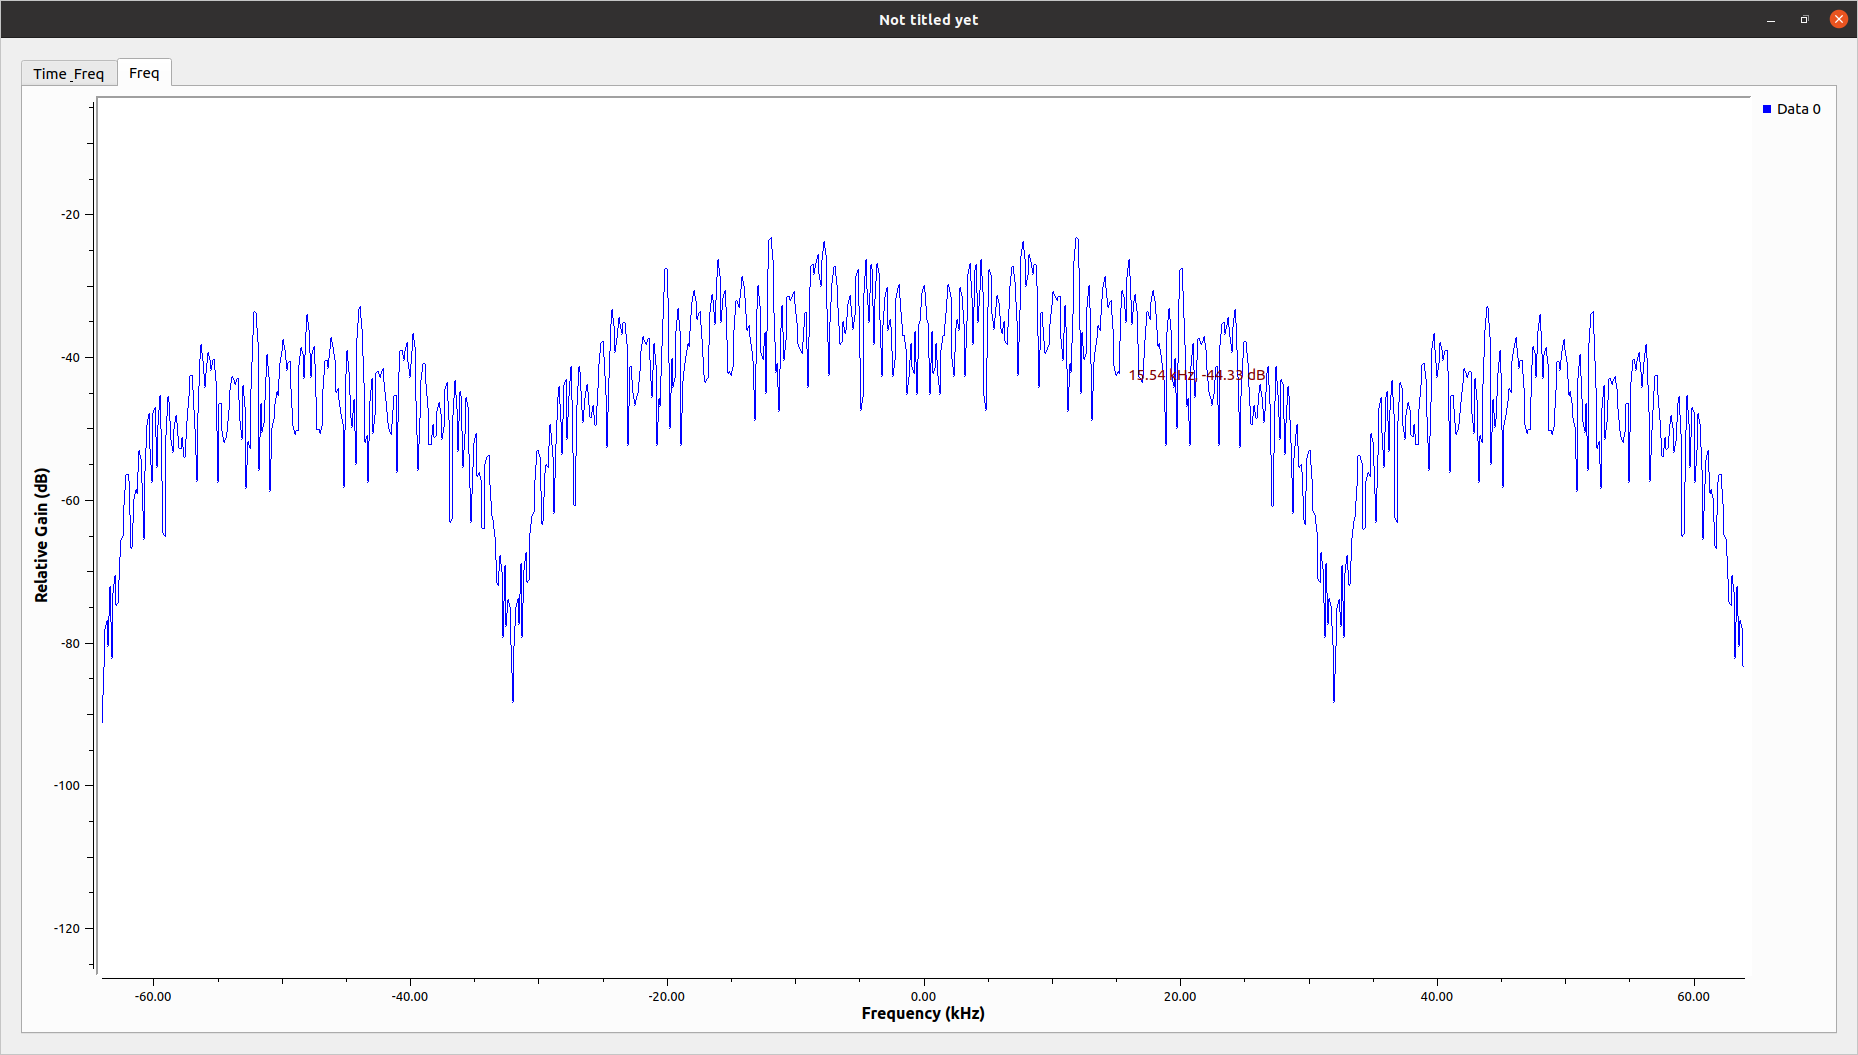 Not titled yet
Time_Freq
Freq
Data 0
-20
-40
-60
-80
-100
-120
Relative Gain (dB)
15.54 kHz, -44.33 dB
-60.00 -40.00 -20.00 0.00 20.00 40.00 60.00
Frequency (kHz)